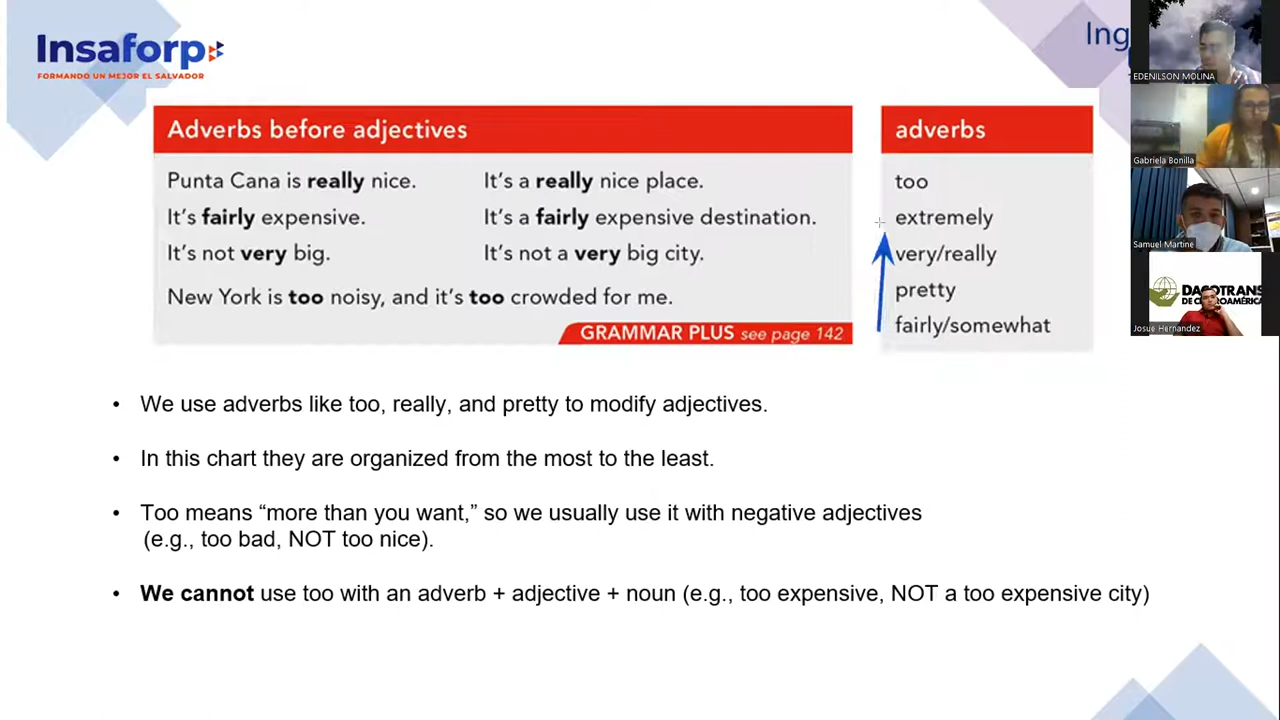 Insaforp
FORMANDO UN MEJOR EL SALVADOR
Ing
Adverbs before adjectives
Punta Cana is really nice.
It's a really nice place.
It's fairly expensive.
It's a fairly expensive destination.
It's not very big.
It's not a very big city.
New York is too noisy, and it's too crowded for me.
GRAMMAR PLUS see page 142
adverbs
too
extremely
very/really
pretty
fairly/somewhat
• We use adverbs like too, really, and pretty to modify adjectives.
• In this chart they are organized from the most to the least.
• Too means “more than you want,” so we usually use it with negative adjectives
(e.g., too bad, NOT too nice).
• We cannot use too with an adverb + adjective + noun (e.g., too expensive, NOT a too expensive city)
EDENILSON MOLINA
Gabriela Bonilla
Samuel Martine
DACOTRANS
DE CENTROAMÉRICA
Josue Hernandez